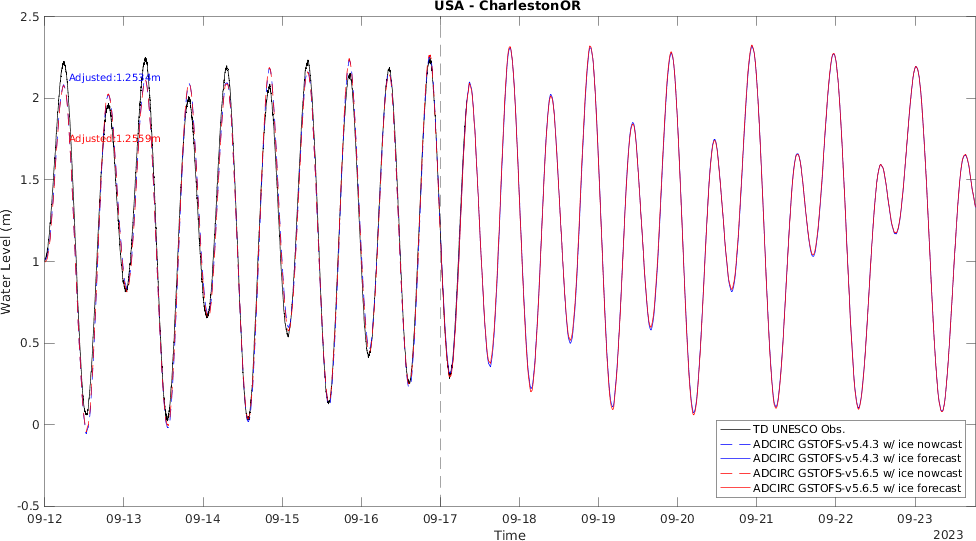 USA - CharlestonOR
2.5
2
1.5
1
0.5
0
-0.5
Water Level (m)
Adjusted:1.2534m
Adjusted:1.2559m
TD UNESCO Obs.
ADCIRC GSTOFS-v5.4.3 w/ ice nowcast
ADCIRC GSTOFS-v5.4.3 w/ ice forecast
ADCIRC GSTOFS-v5.6.5 w/ ice nowcast
ADCIRC GSTOFS-v5.6.5 w/ ice forecast
09-12 09-13 09-14 09-15 09-16 09-17 09-18 09-19 09-20 09-21 09-22 09-23
Time
2023